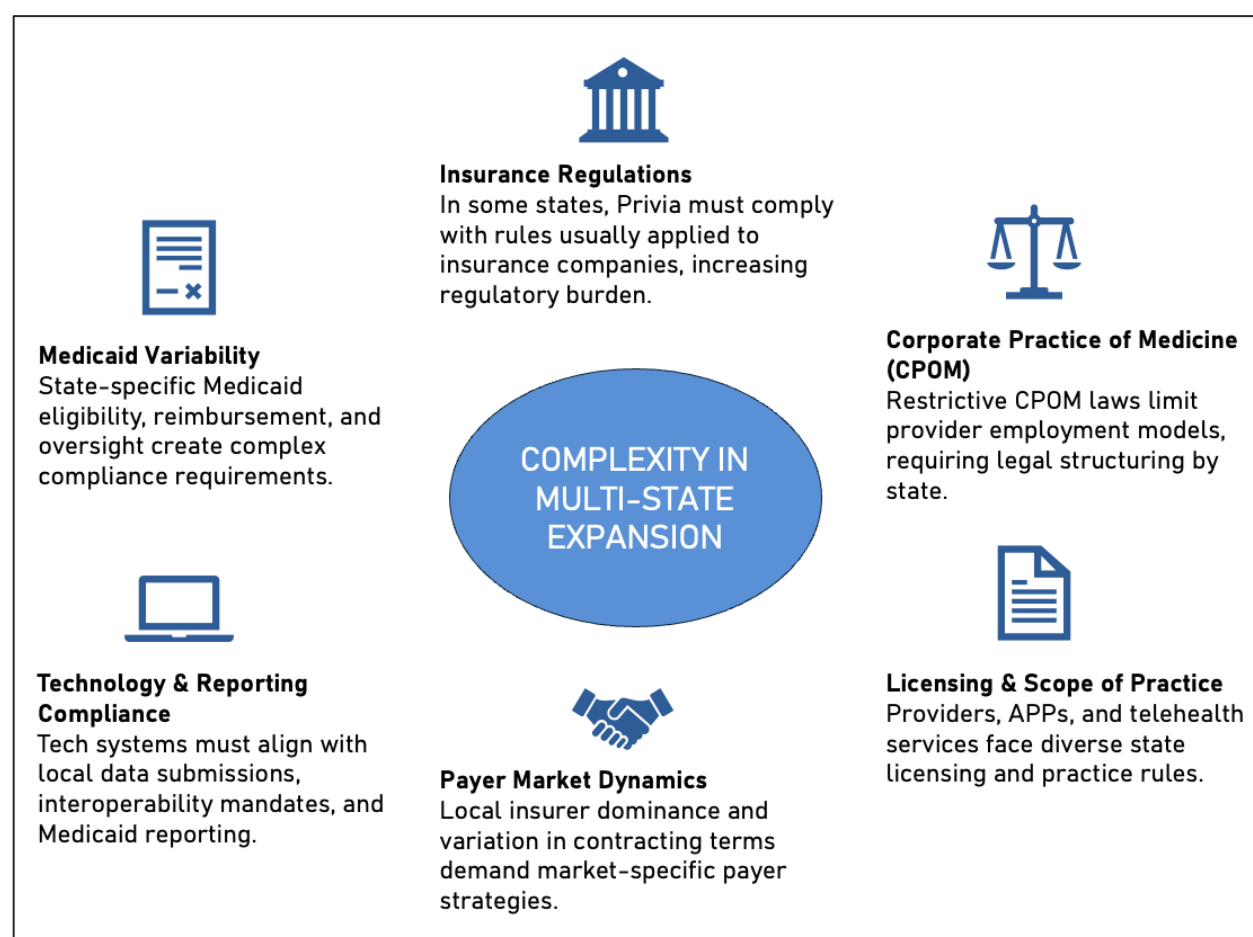 Insurance Regulations
In some states, Privia must comply
with rules usually applied to
insurance companies, increasing
regulatory burden.
Medicaid Variability
State-specific Medicaid
eligibility, reimbursement, and
oversight create complex
compliance requirements.
Corporate Practice of Medicine
(CPOM)
Restrictive CPOM laws limit
provider employment models,
requiring legal structuring by
state.
COMPLEXITY IN
MULTI-STATE
EXPANSION
Technology & Reporting
Compliance
Tech systems must align with
local data submissions,
interoperability mandates, and
Medicaid reporting.
Payer Market Dynamics
Local insurer dominance and
variation in contracting terms
demand market-specific payer
strategies.
Licensing & Scope of Practice
Providers, APPs, and telehealth
services face diverse state
licensing and practice rules.